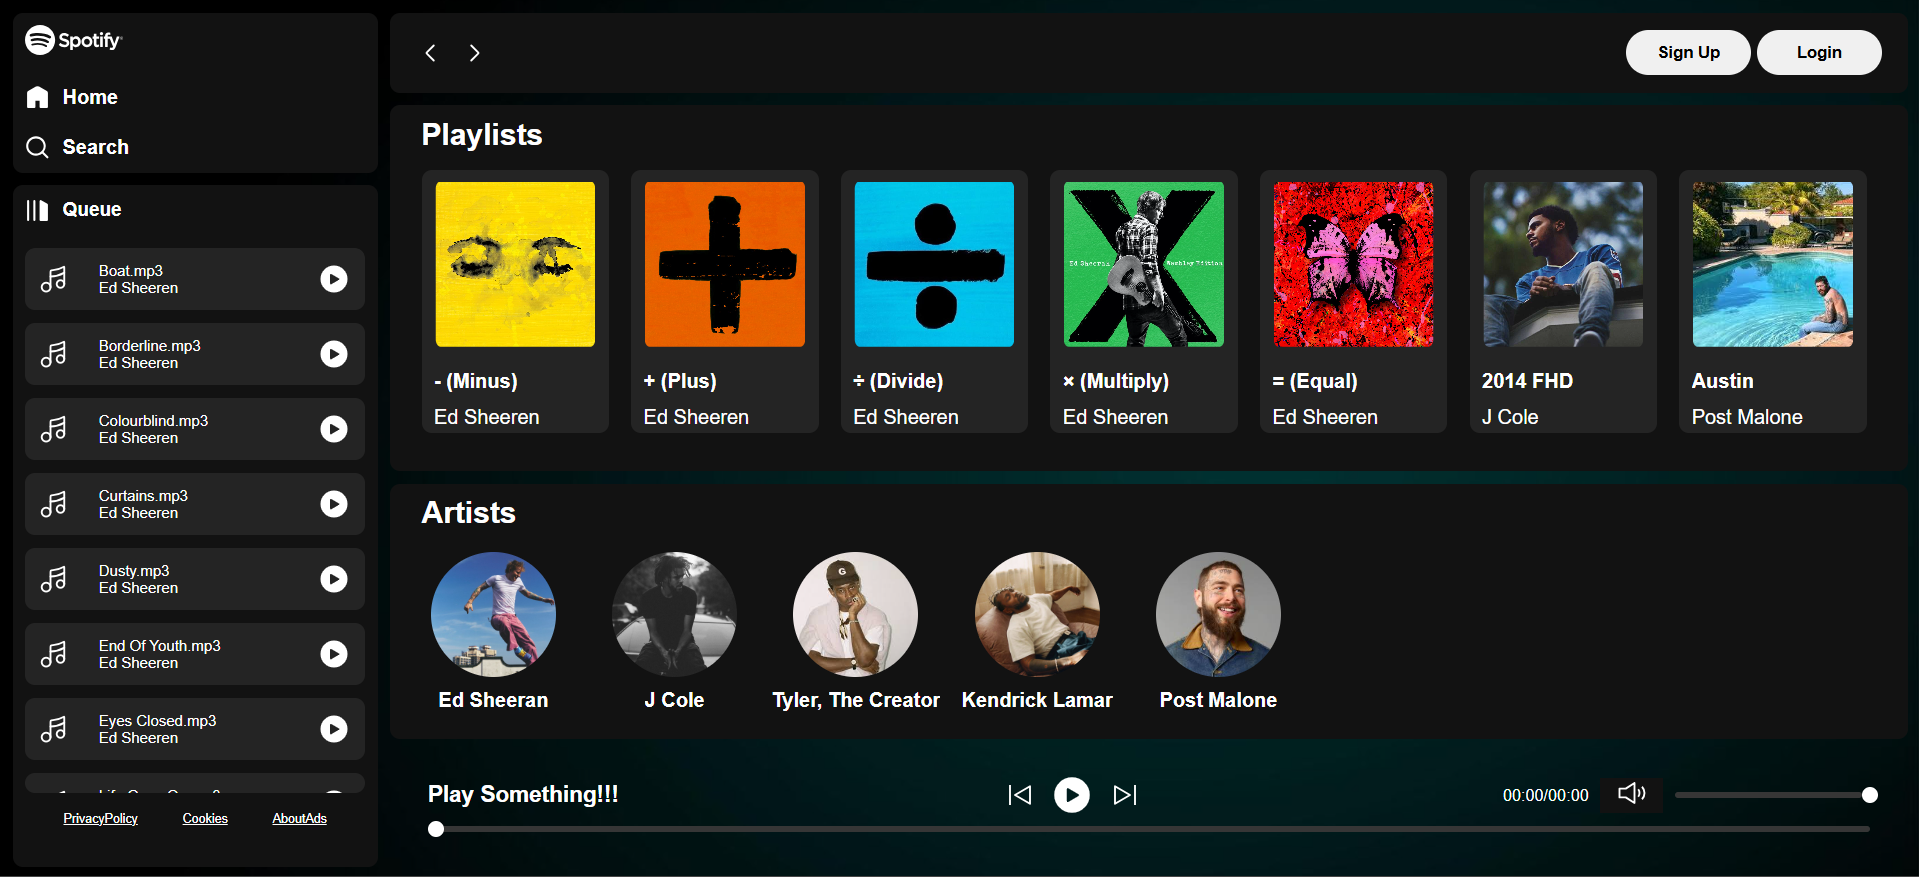 Spotify
Home
Search
Queue
Boat.mp3
Ed Sheeren
Borderline.mp3
Ed Sheeren
Colourblind.mp3
Ed Sheeren
Curtains.mp3
Ed Sheeren
Dusty.mp3
Ed Sheeren
End Of Youth.mp3
Ed Sheeren
Eyes Closed.mp3
Ed Sheeren
PrivacyPolicy Cookies AboutAds
Sign Up Login
Playlists
Ed Sheeran Wembley Edition
- (Minus)
Ed Sheeren
+ (Plus)
Ed Sheeren
÷ (Divide)
Ed Sheeren
× (Multiply)
Ed Sheeren
= (Equal)
Ed Sheeren
2014 FHD
J Cole
Austin
Post Malone
Artists
G
Ed Sheeran
J Cole
Tyler, The Creator
Kendrick Lamar
Post Malone
Play Something!!!
00:00/00:00